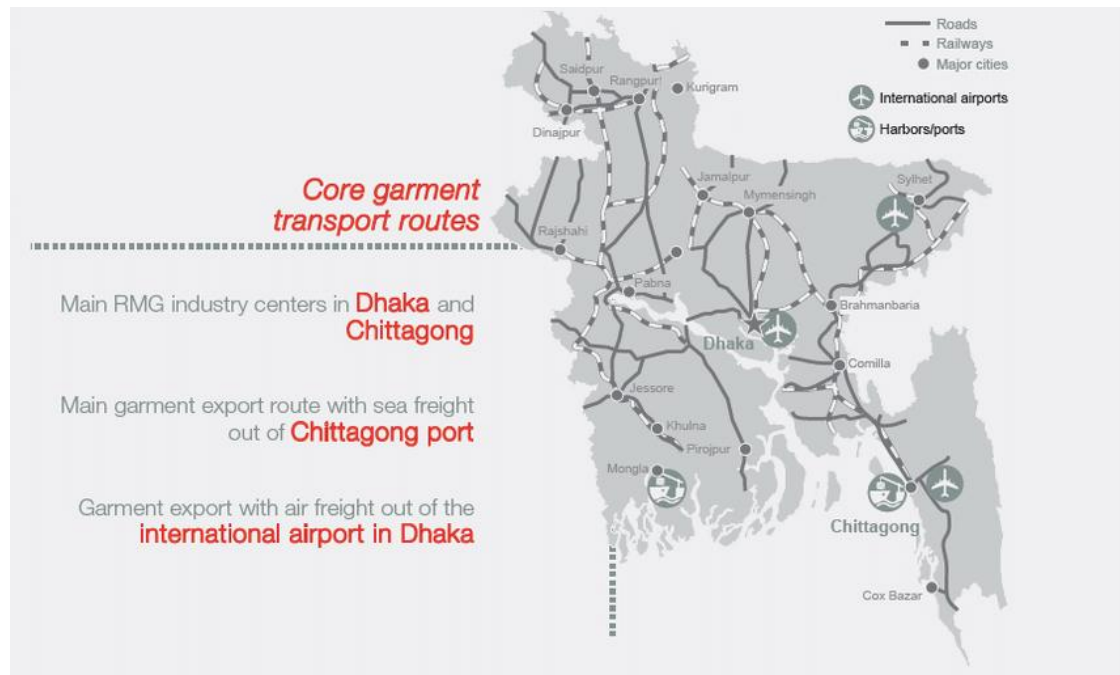 Roads
Railways
Major cities
International airports
Harbors/ports
Core garment
transport routes
Main RMG industry centers in Dhaka and
Chittagong
Main garment export route with sea freight
out of Chittagong port
Garment export with air freight out of the
international airport in Dhaka
Saidpur
Rangpur
Kurigram
Dinajpur
Jamalpur
Mymensingh
Sylhet
Rajshahi
Pabna
Brahmanbaria
Dhaka
Comilla
Jessore
Khulna
Pirojpur
Mongla
Chittagong
Cox Bazar